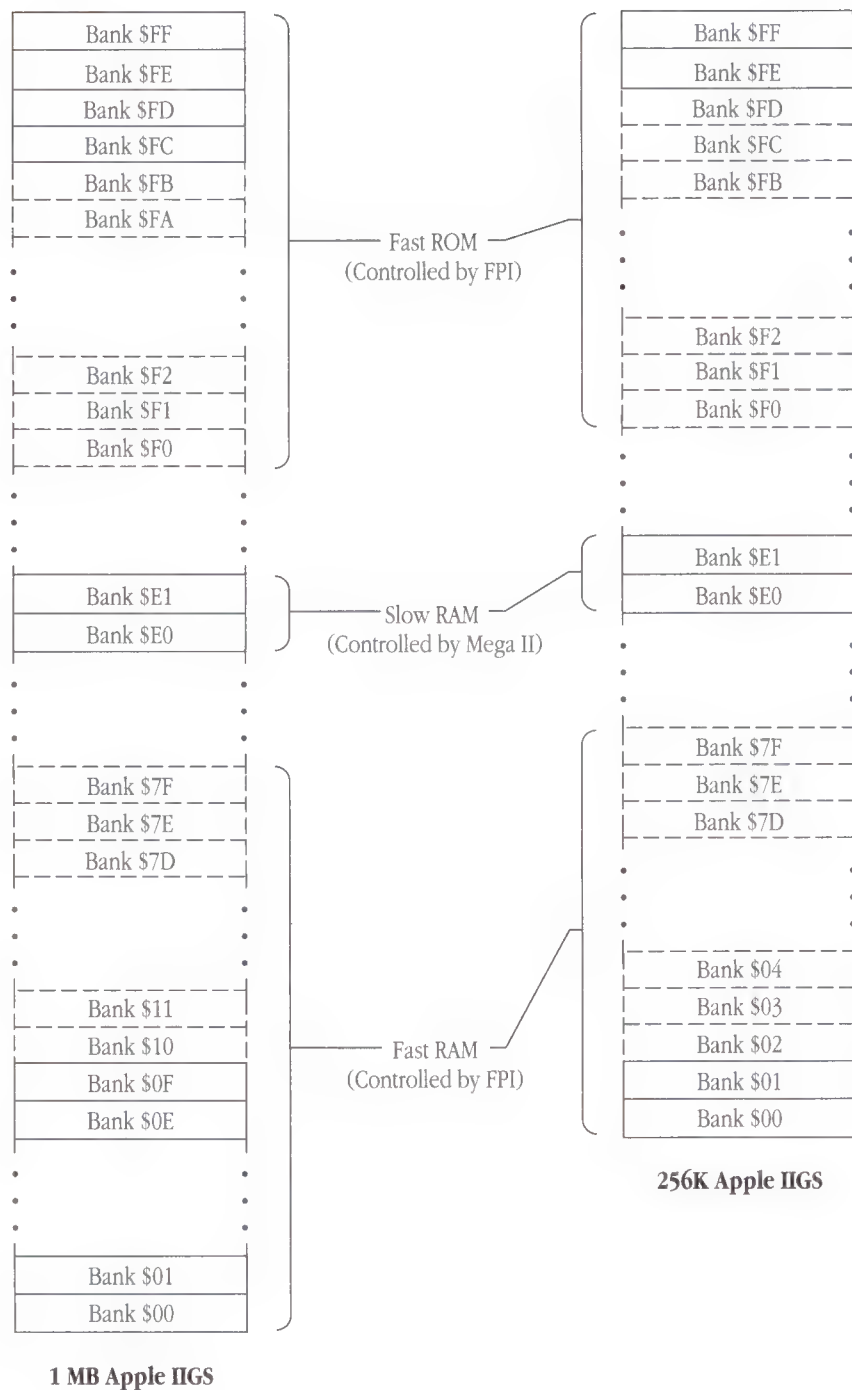 Bank $FF
Bank $FE
Bank $FD
Bank $FC
Bank $FB
Bank $FA
Bank $F2
Bank $F1
Bank $F0
Bank $E1
Bank $E0
Bank $7F
Bank $7E
Bank $7D
Bank $11
Bank $10
Bank $0F
Bank $0E
Bank $01
Bank $00
1 MB Apple IIGS
Fast ROM
(Controlled by FPI)
Slow RAM
(Controlled by Mega II)
Fast RAM
(Controlled by FPI)
Bank $FF
Bank $FE
Bank $FD
Bank $FC
Bank $FB
Bank $F2
Bank $F1
Bank $F0
Bank $E1
Bank $E0
Bank $7F
Bank $7E
Bank $7D
Bank $04
Bank $03
Bank $02
Bank $01
Bank $00
256K Apple IIGS